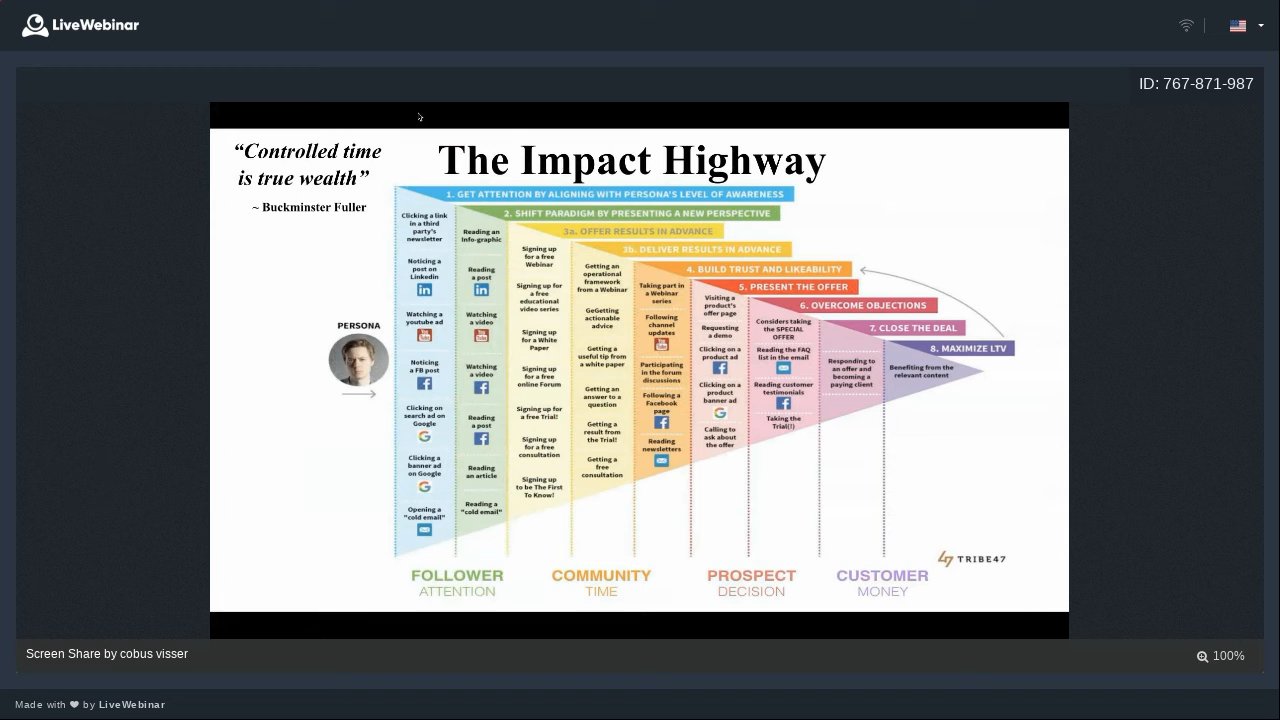 LiveWebinar
ID: 767-871-987
“Controlled time
is true wealth”
~ Buckminster Fuller
The Impact Highway
1. GET ATTENTION BY ALIGNING WITH PERSONA'S LEVEL OF AWARENESS
2. SHIFT PARADIGM BY PRESENTING A NEW PERSPECTIVE
3a. OFFER RESULTS IN ADVANCE
3b. DELIVER RESULTS IN ADVANCE
4. BUILD TRUST AND LIKEABILITY
5. PRESENT THE OFFER
6. OVERCOME OBJECTIONS
7. CLOSE THE DEAL
8. MAXIMIZE LTV
PERSONA
Clicking a link
in a third
party's
newsletter
Noticing a
post on
Linkedin
in
Watching a
youtube ad
You
Tube
Noticing
a FB post
f
Clicking on
search ad on
Google
G
Clicking a
banner ad
on Google
G
Opening a
"cold email"
Reading an
Info-graphic
Reading
a post
in
Watching
a video
You
Tube
Watching
a video
f
Reading
a post
f
Reading
an article
Reading a
"cold email"
Signing up
for a free
Webinar
Signing up for
a free
educational
video series
Signing up
for a White
Paper
Signing up
for a free
online Forum
Signing up for
a free Trial!
Signing up
for a free
consultation
Signing up
to be The First
To Know!
Getting an
operational
framework
from a Webinar
GeGetting
actionable
advice
Getting a
useful tip from
a white paper
Getting an
answer to a
question
Getting a
result from
the Trial!
Getting a
free
consultation
Taking part in
a Webinar
series
Following
channel
updates
You
Tube
Participating
in the forum
discussions
Following a
Facebook
page
f
Reading
newsletters
Visiting a
product's
offer page
Requesting
a demo
Clicking on a
product ad
f
Clicking on a
product
banner ad
G
Calling to
ask about
the offer
Considers taking
the SPECIAL
OFFER
Reading the FAQ
list in the email
Reading customer
testimonials
f
Taking the
Trial(!)
Responding to
an offer and
becoming a
paying client
Benefiting from the
relevant content
TRIBE47
FOLLOWER
ATTENTION
COMMUNITY
TIME
PROSPECT
DECISION
CUSTOMER
MONEY
Screen Share by cobus visser
100%
Made with ❤ by LiveWebinar